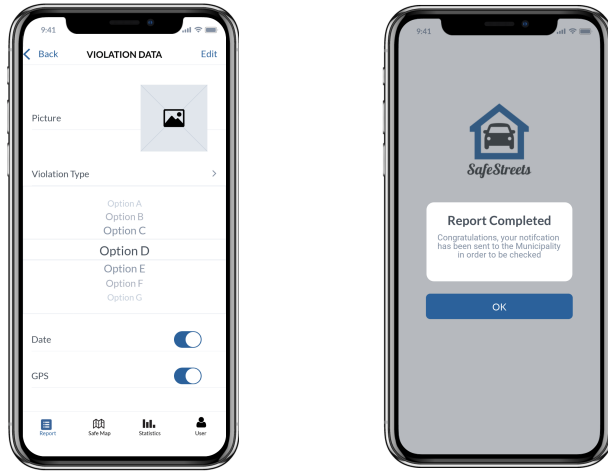 9:41
Back VIOLATION DATA Edit
Picture
Violation Type
Option A
Option B
Option C
Option D
Option E
Option F
Option G
Date
GPS
Report Safe Map Statistics User
9:41
SafeStreets
Report Completed
Congratulations, your notifcation
has been sent to the Municipality
in order to be checked
OK